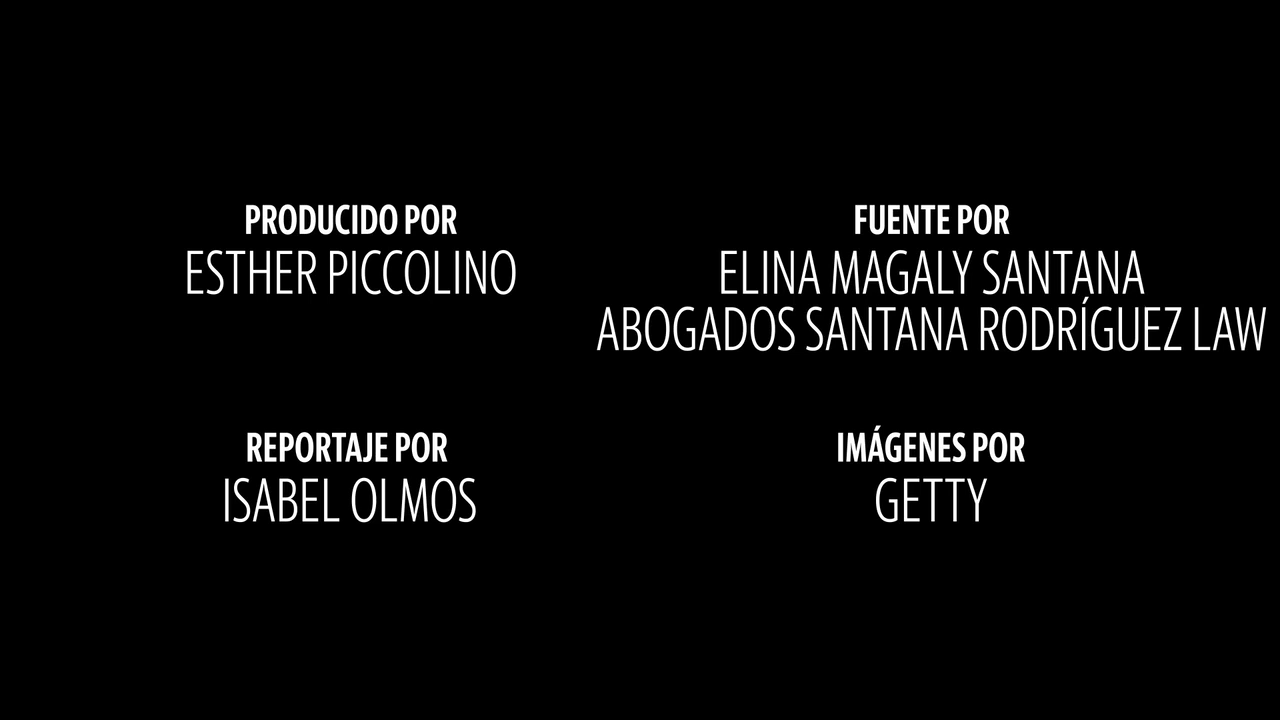 PRODUCIDO POR
ESTHER PICCOLINO
FUENTE POR
ELINA MAGALY SANTANA
ABOGADOS SANTANA RODRÍGUEZ LAW
REPORTAJE POR
ISABEL OLMOS
IMÁGENES POR
GETTY